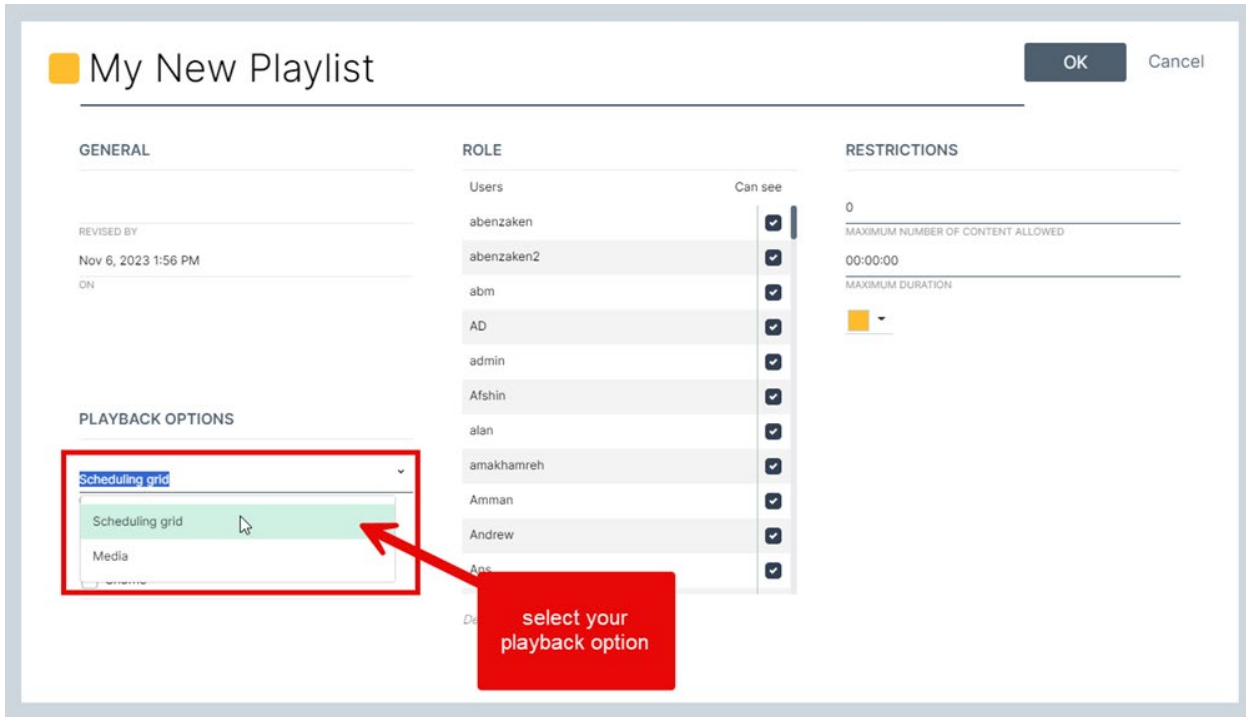 My New Playlist
OK
Cancel
GENERAL
REVISED BY
Nov 6, 2023 1:56 PM
ON
PLAYBACK OPTIONS
Scheduling grid
Scheduling grid
Media
ROLE
Users Can see
abenzaken
abenzaken2
abm
AD
admin
Afshin
alan
amakhamreh
Amman
Andrew
Ans
select your
playback option
RESTRICTIONS
0
MAXIMUM NUMBER OF CONTENT ALLOWED
00:00:00
MAXIMUM DURATION